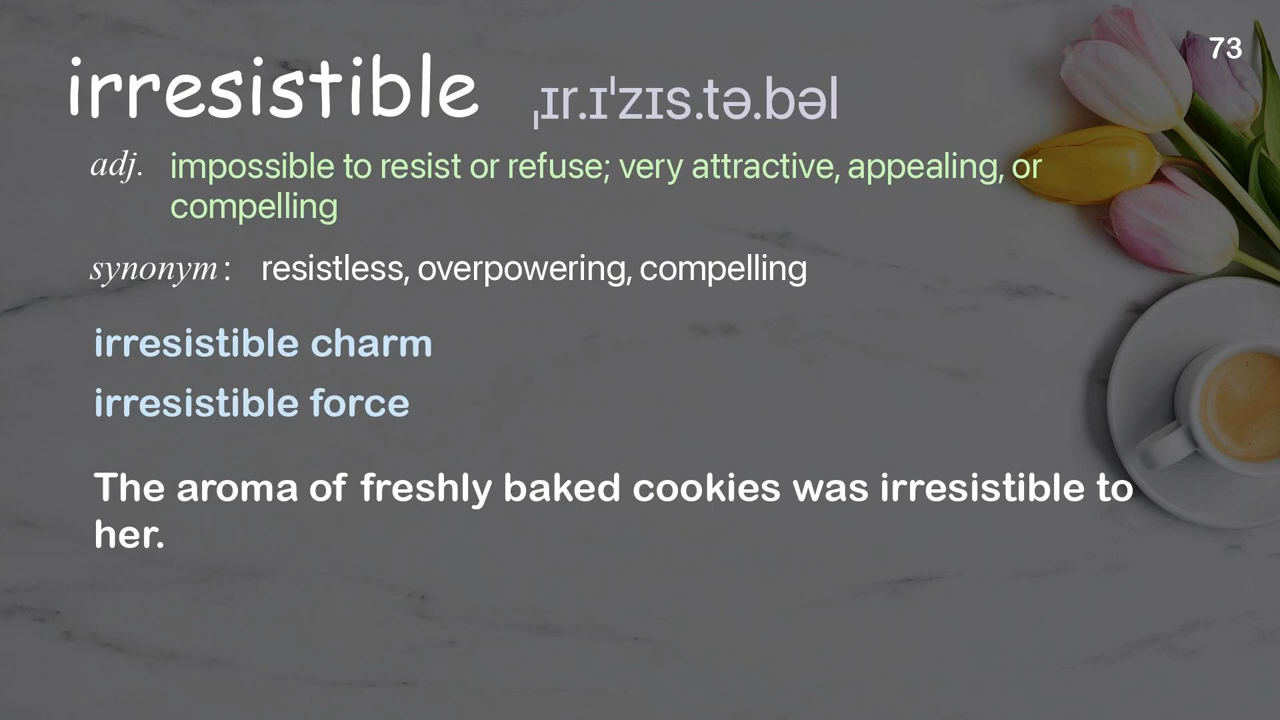 73
irresistible ˌɪr.ɪˈzɪs.tə.bəl
adj. impossible to resist or refuse; very attractive, appealing, or
compelling
synonym: resistless, overpowering, compelling
irresistible charm
irresistible force
The aroma of freshly baked cookies was irresistible to
her.